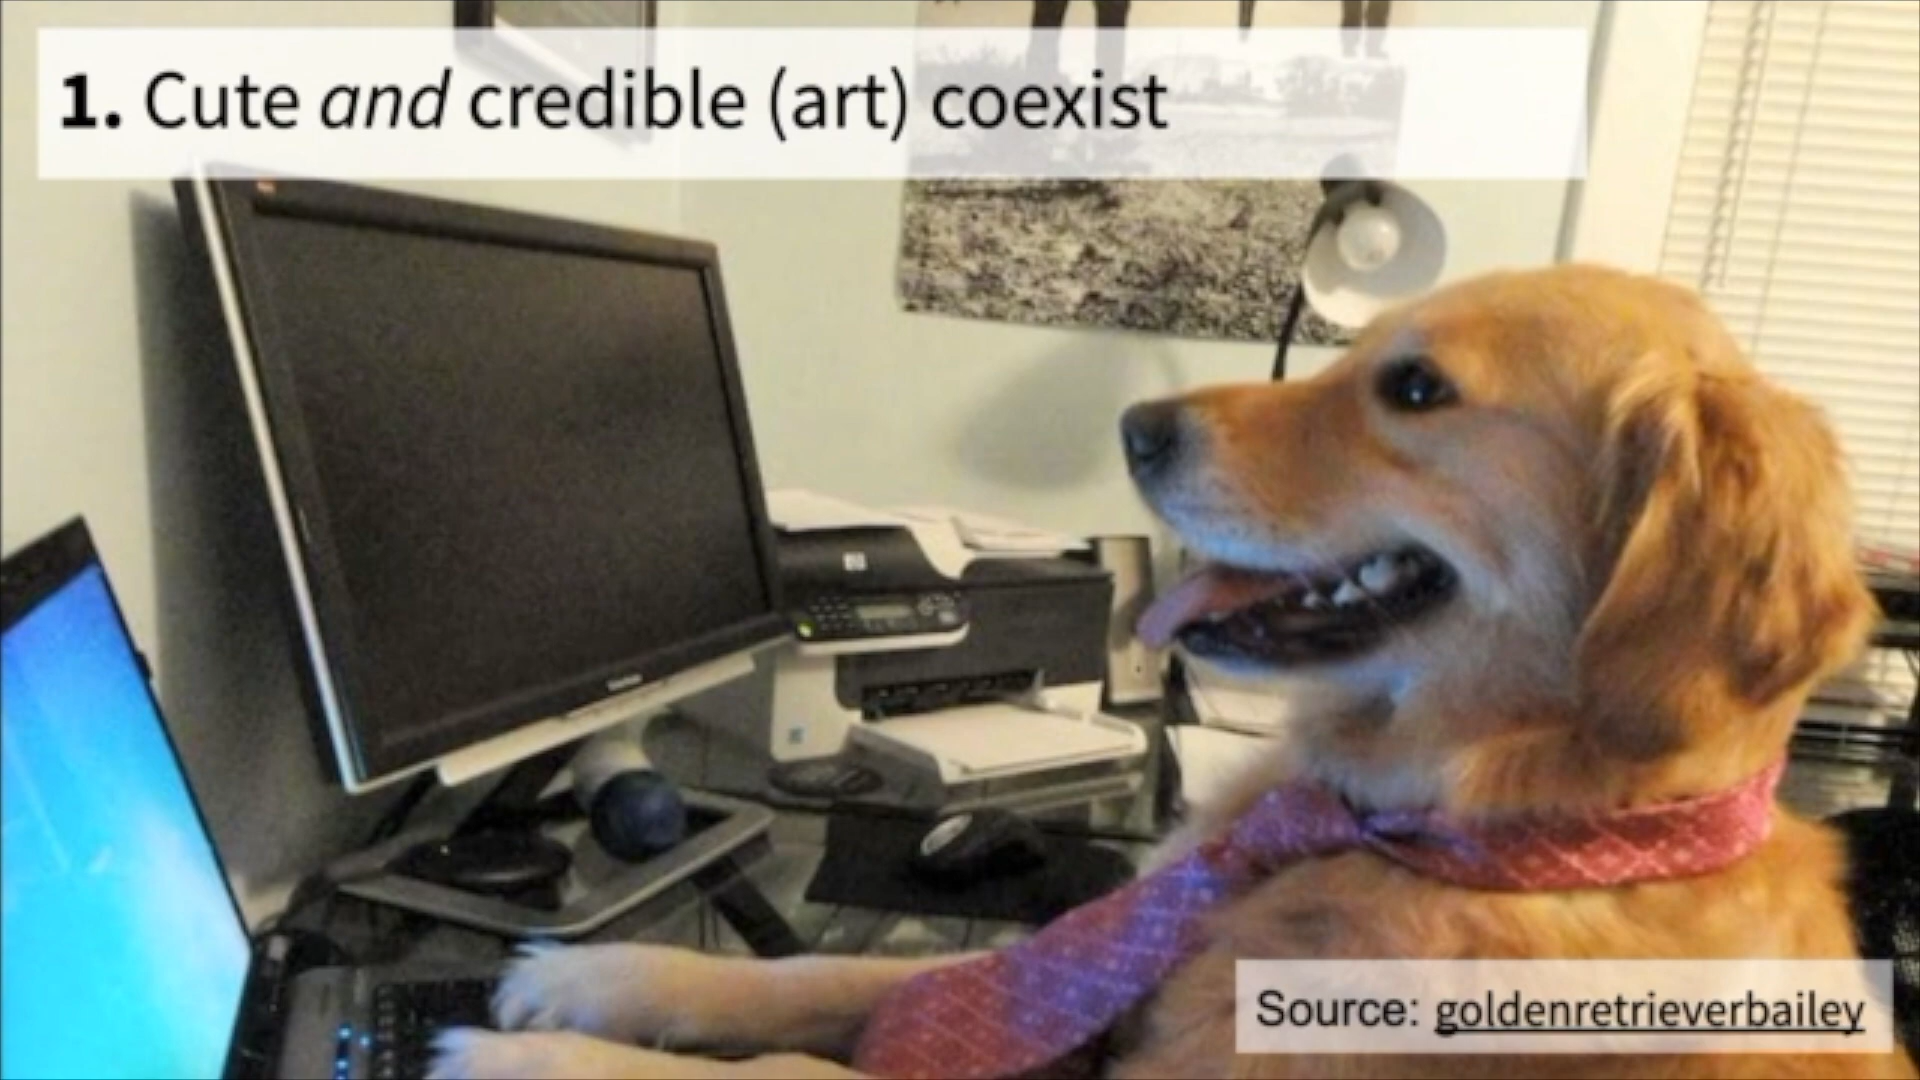 1. Cute and credible (art) coexist
Source: goldenretrieverbailey